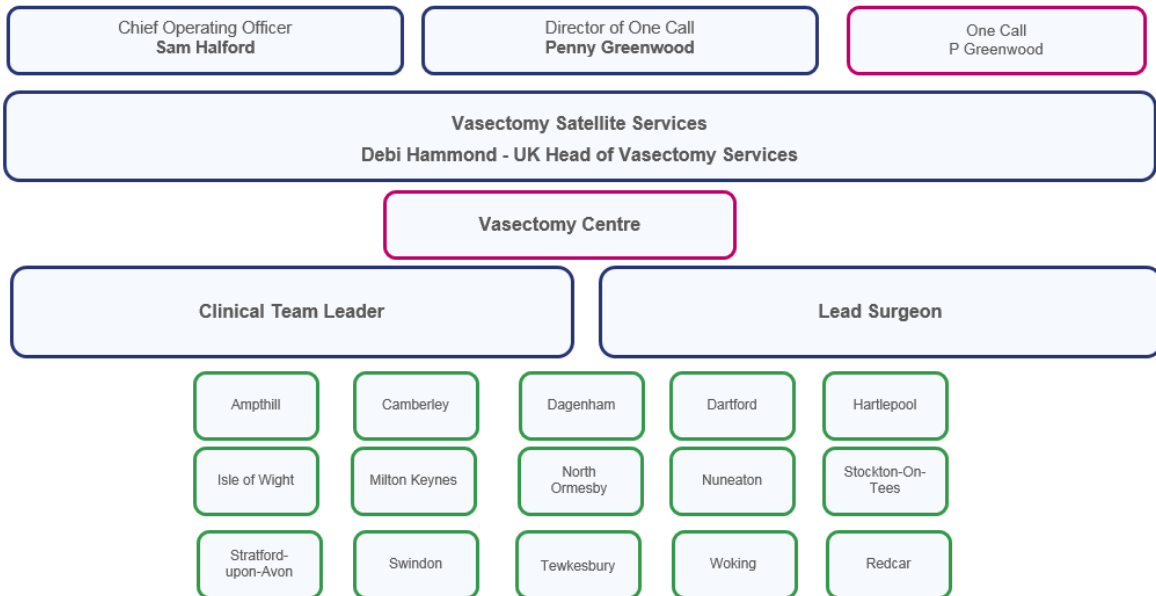 Chief Operating Officer
Sam Halford
Director of One Call
Penny Greenwood
One Call
P Greenwood
Vasectomy Satellite Services
Debi Hammond - UK Head of Vasectomy Services
Vasectomy Centre
Clinical Team Leader
Lead Surgeon
Ampthill
Camberley
Dagenham
Dartford
Hartlepool
Isle of Wight
Milton Keynes
North
Ormesby
Nuneaton
Stockton-On-
Tees
Stratford-
upon-Avon
Swindon
Tewkesbury
Woking
Redcar